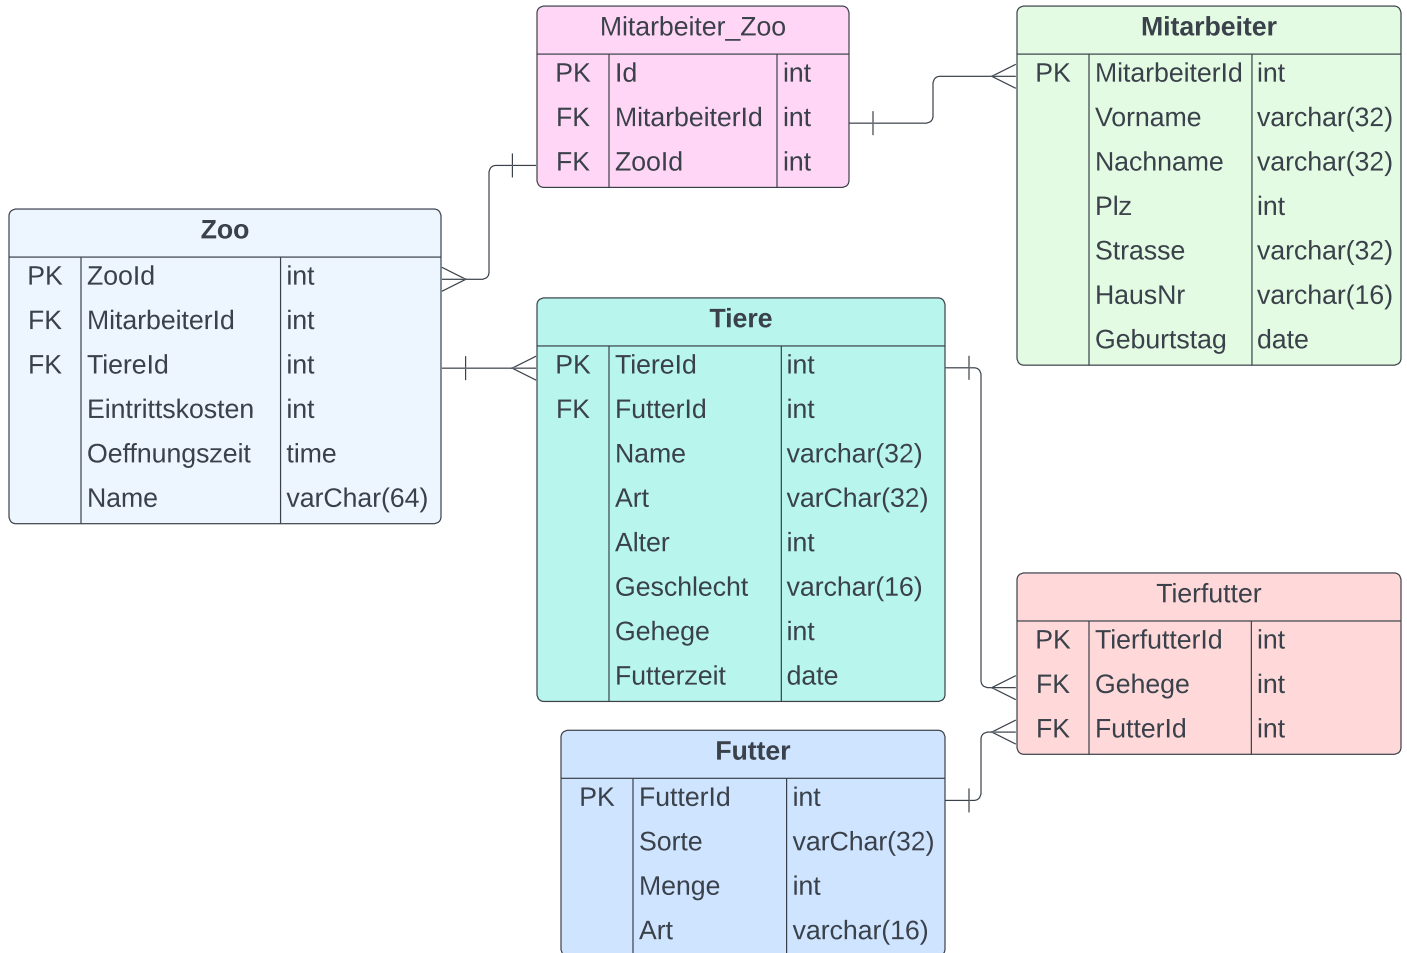 Mitarbeiter_Zoo
PK Id int
FK MitarbeiterId int
FK ZooId int
Mitarbeiter
PK MitarbeiterId int
Vorname varchar(32)
Nachname varchar(32)
Plz int
Strasse varchar(32)
HausNr varchar(16)
Geburtstag date
Zoo
PK ZooId int
FK MitarbeiterId int
FK TiereId int
Eintrittskosten int
Oeffnungszeit time
Name varChar(64)
Tiere
PK TiereId int
FK FutterId int
Name varchar(32)
Art varChar(32)
Alter int
Geschlecht varchar(16)
Gehege int
Futterzeit date
Tierfutter
PK TierfutterId int
FK Gehege int
FK FutterId int
Futter
PK FutterId int
Sorte varChar(32)
Menge int
Art varchar(16)